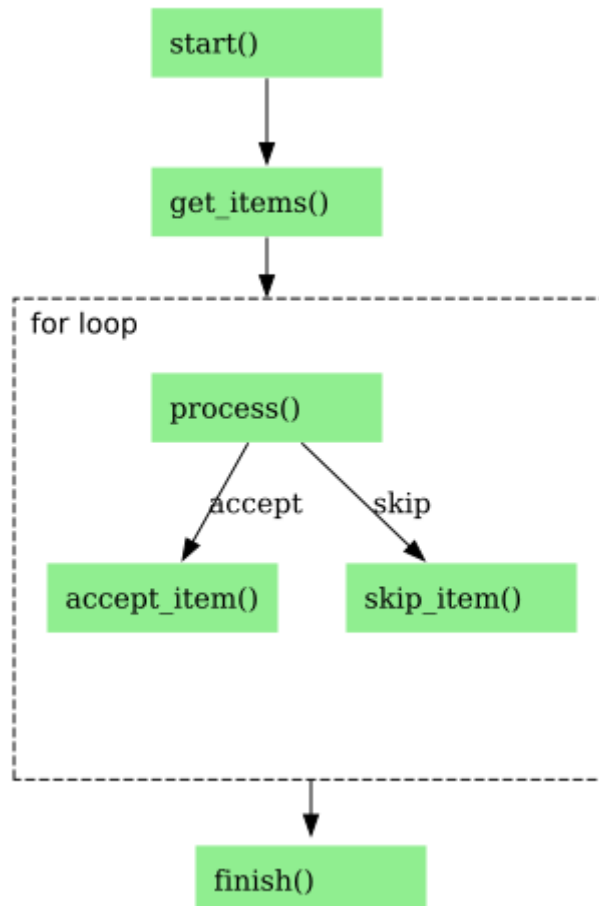 start()
get_items()
for loop
process()
accept skip
accept_item() skip_item()
finish()